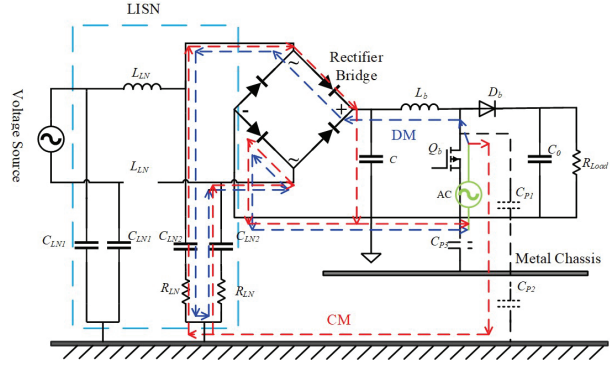 LISN
Rectifier
Bridge
Voltage Source
L_LN
L_b
D_b
~
+
-
~
DM
C
Q_b
C_0
R_Load
L_LN
AC
C_P1
C_LN1
C_LN1
C_LN2
C_LN2
C_P3
Metal Chassis
R_LN
R_LN
C_P2
CM